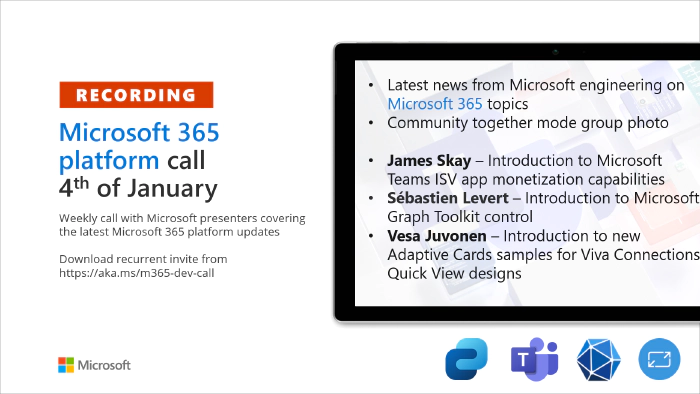 RECORDING
Microsoft 365
platform call
4th of January
Weekly call with Microsoft presenters covering
the latest Microsoft 365 platform updates
Download recurrent invite from
https://aka.ms/m365-dev-call
Microsoft
• Latest news from Microsoft engineering on
Microsoft 365 topics
• Community together mode group photo
• James Skay – Introduction to Microsoft
Teams ISV app monetization capabilities
• Sébastien Levert – Introduction to Microsoft
Graph Toolkit control
• Vesa Juvonen – Introduction to new
Adaptive Cards samples for Viva Connections
Quick View designs
T